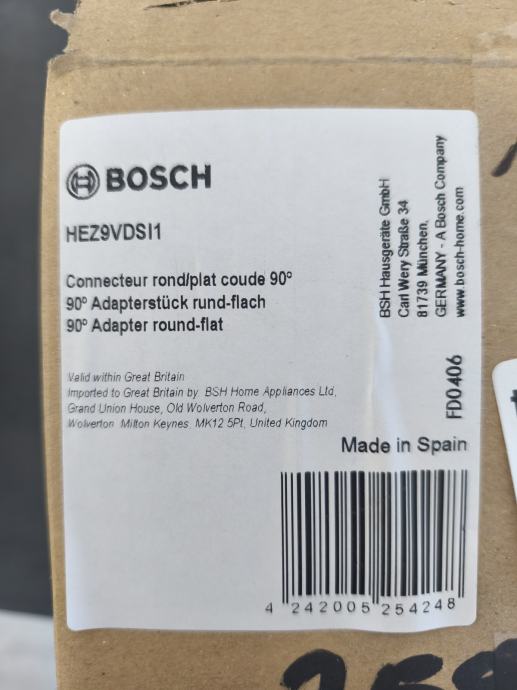 BOSCH
HEZ9VDSI1
Connecteur rond/plat coude 90°
90° Adapterstück rund-flach
90° Adapter round-flat
Valid within Great Britain
Imported to Great Britain by BSH Home Appliances Ltd,
Grand Union House, Old Wolverton Road,
Wolverton Milton Keynes, MK12 5Pt, United Kingdom
BSH Hausgeräte GmbH
Carl Wery Straße 34
81739 München,
GERMANY - A Bosch Company
www.bosch-home.com
FD0406
Made in Spain
4 242005 254248